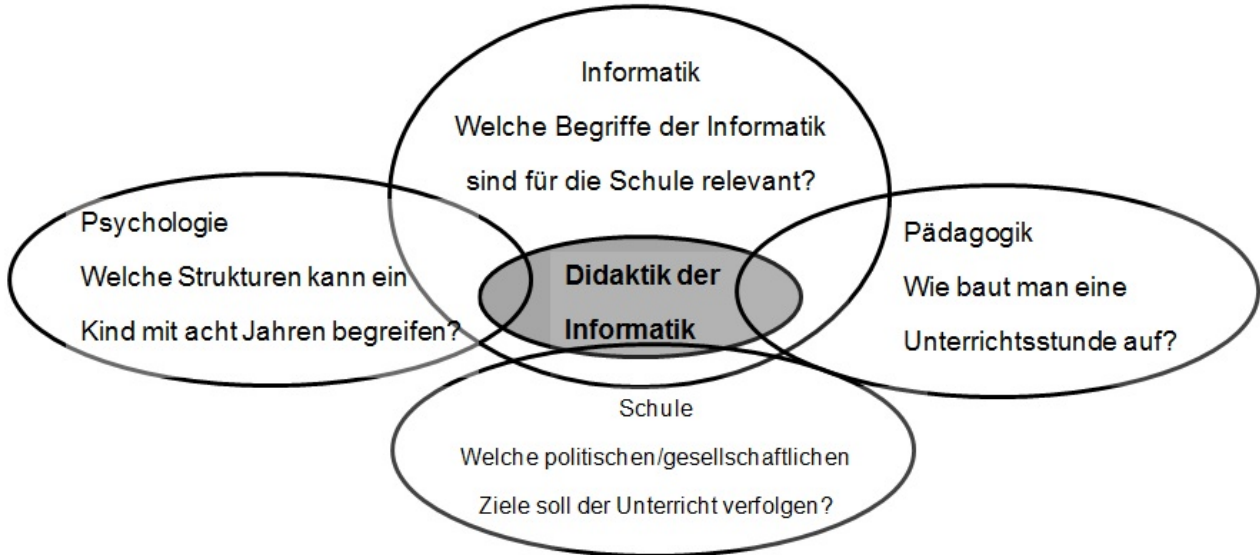 Informatik
Welche Begriffe der Informatik
sind für die Schule relevant?
Psychologie
Welche Strukturen kann ein
Kind mit acht Jahren begreifen?
Didaktik der
Informatik
Pädagogik
Wie baut man eine
Unterrichtsstunde auf?
Schule
Welche politischen/gesellschaftlichen
Ziele soll der Unterricht verfolgen?